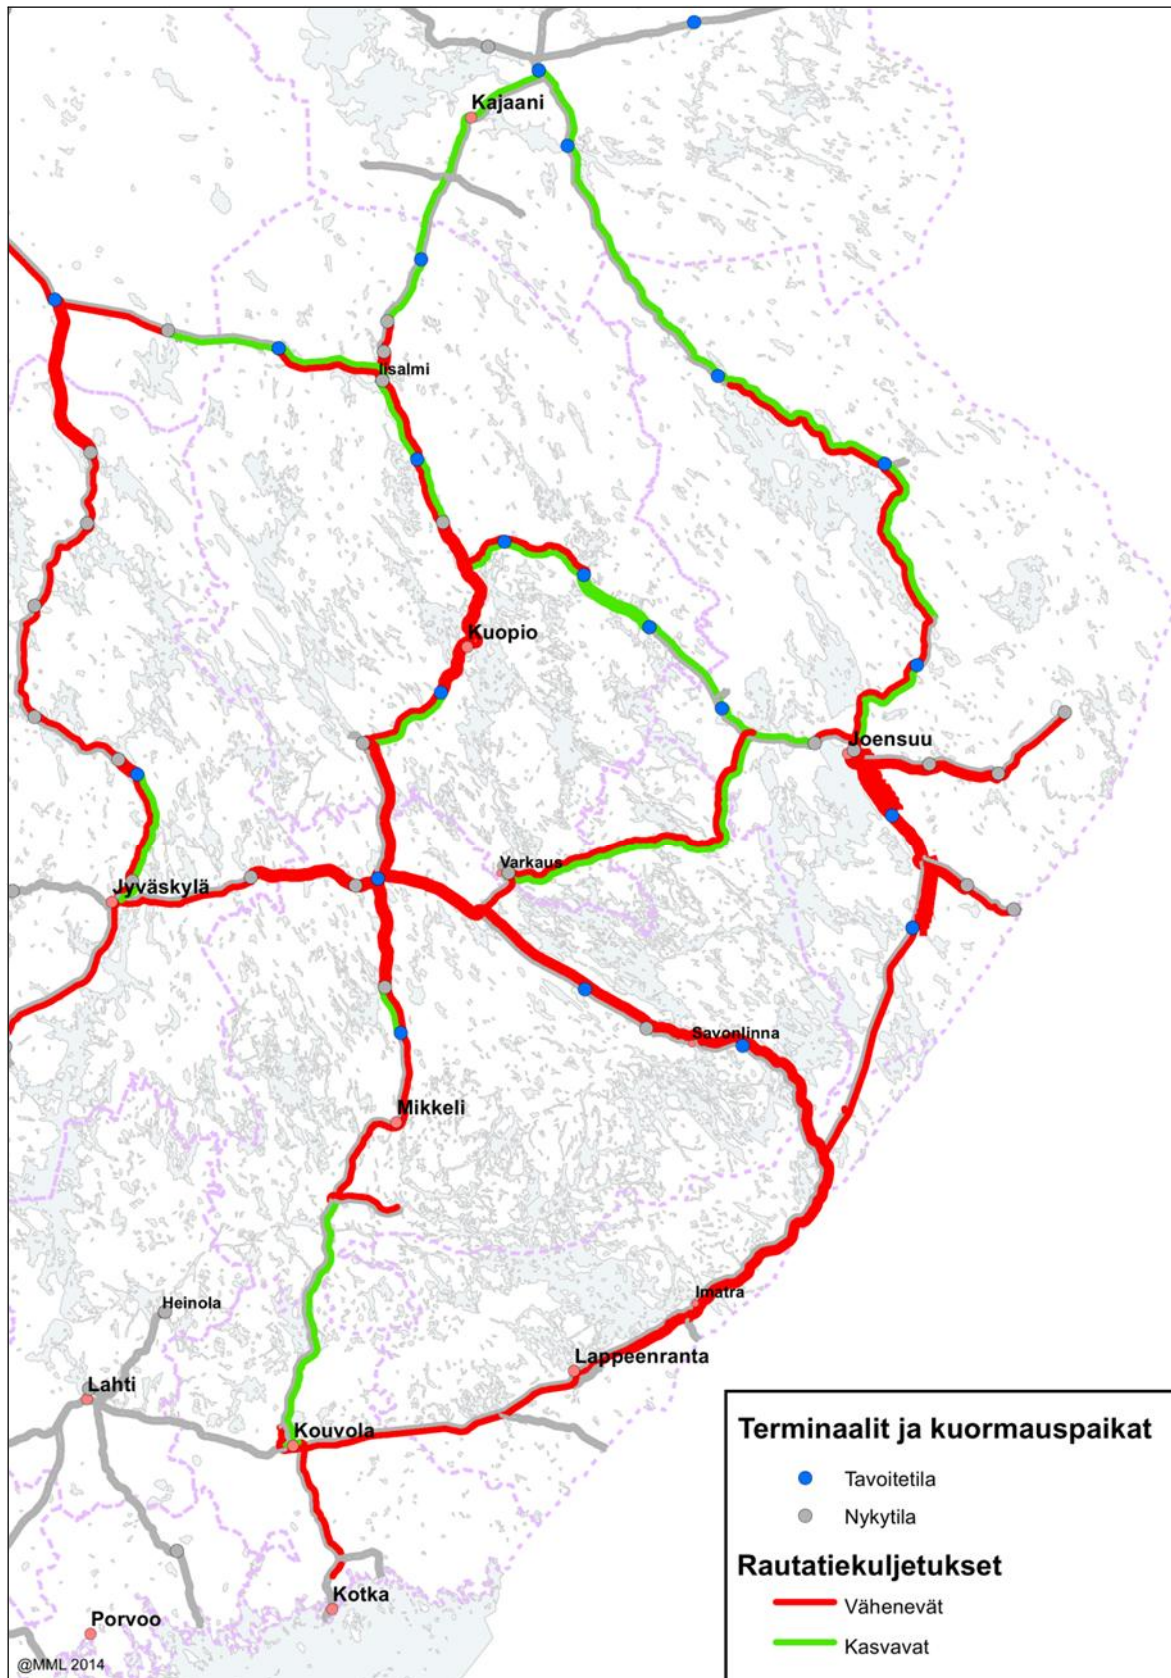 Kajaani
Iisalmi
Kuopio
Joensuu
Varkaus
Jyväskylä
Savonlinna
Mikkeli
Imatra
Heinola
Lappeenranta
Lahti
Kouvola
Kotka
Porvoo
@MML 2014
Terminaalit ja kuormauspaikat
Tavoitetila
Nykytila
Rautatiekuljetukset
Vähenevät
Kasvavat